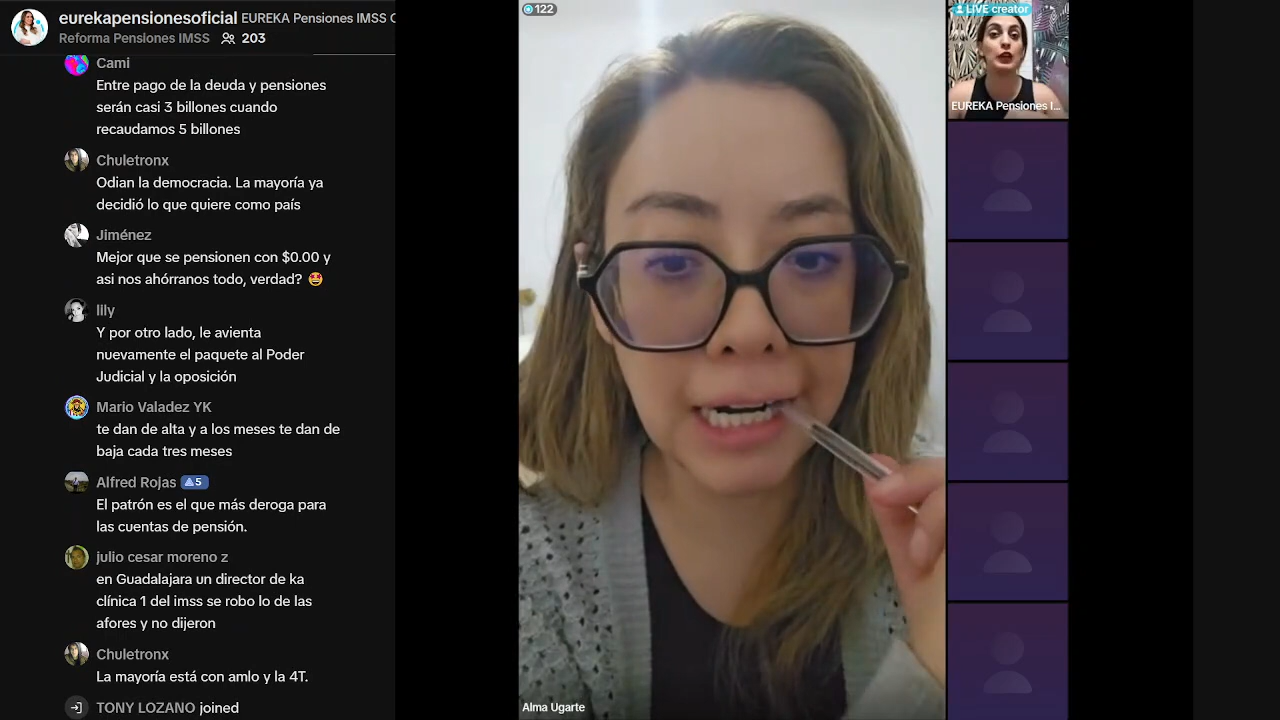 eurekapensionesoficial EUREKA Pensiones IMSS
Reforma Pensiones IMSS 203
Cami
Entre pago de la deuda y pensiones
serán casi 3 billones cuando
recaudamos 5 billones
Chuletronx
Odian la democracia. La mayoría ya
decidió lo que quiere como país
Jiménez
Mejor que se pensionen con $0.00 y
asi nos ahórranos todo, verdad? 🤩
Illy
Y por otro lado, le avienta
nuevamente el paquete al Poder
Judicial y la oposición
Mario Valadez YK
te dan de alta y a los meses te dan de
baja cada tres meses
Alfred Rojas 5
El patrón es el que más deroga para
las cuentas de pensión.
julio cesar moreno z
en Guadalajara un director de ka
clínica 1 del imss se robo lo de las
afores y no dijeron
Chuletronx
La mayoría está con amlo y la 4T.
TONY LOZANO joined
122
Alma Ugarte
LIVE creator
EUREKA Pensiones I...